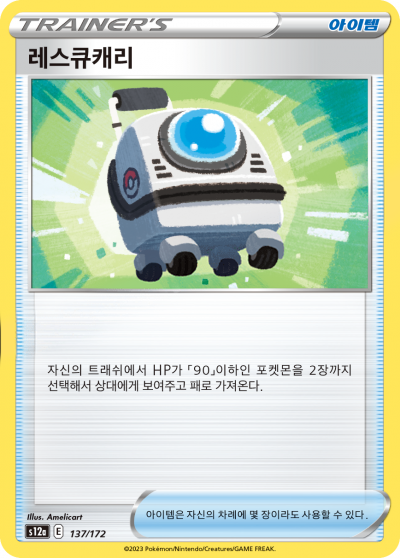 TRAINER'S
아이템
레스큐캐리
자신의 트래쉬에서 HP가 「90」이하인 포켓몬을 2장까지
선택해서 상대에게 보여주고 패로 가져온다.
Illus. Amelicart
아이템은 자신의 차례에 몇 장이라도 사용할 수 있다.
s12a E 137/172
©2023 Pokémon/Nintendo/Creatures/GAME FREAK.